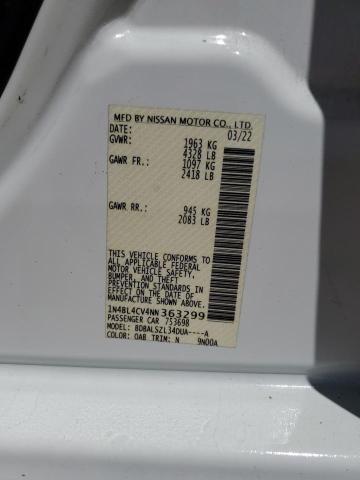 MFD BY NISSAN MOTOR CO., LTD.
DATE: 03/22
GVWR: 1963 KG
4328 LB
GAWR FR.: 1097 KG
2418 LB
GAWR RR.: 945 KG
2083 LB
THIS VEHICLE CONFORMS TO
ALL APPLICABLE FEDERAL
MOTOR VEHICLE SAFETY,
BUMPER, AND THEFT
PREVENTION STANDARDS IN
EFFECT ON THE DATE OF
MANUFACTURE SHOWN ABOVE.
1N4BL4CV4NN363299
PASSENGER CAR 753698
MODEL: BDBALSZL34DUA----A
COLOR: QAB TRIM: N 9N00A